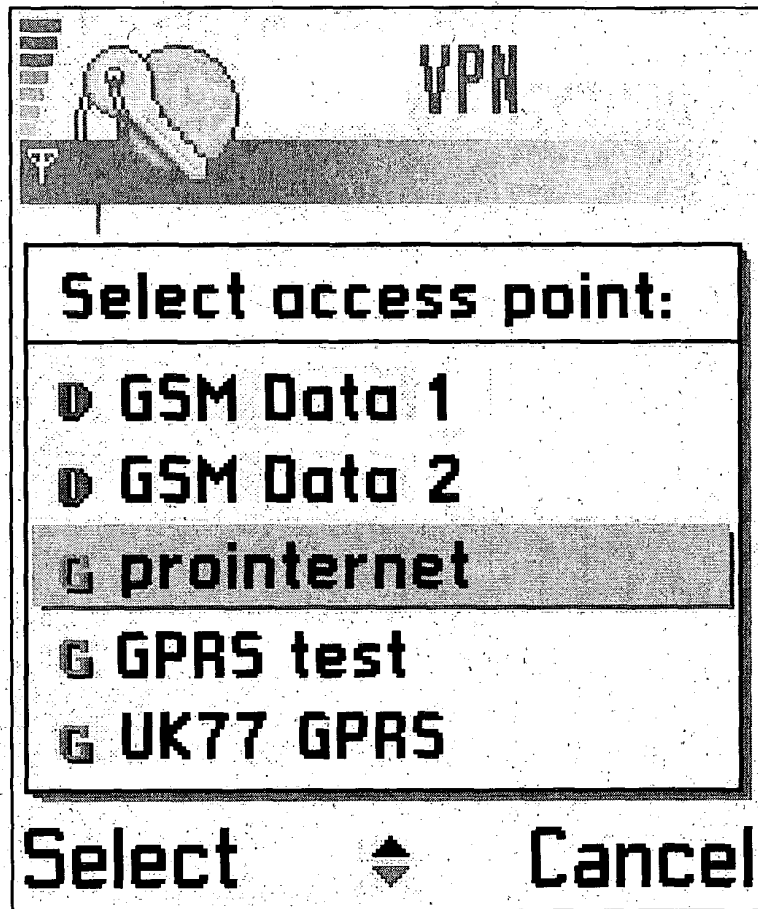 VPN
Select access point:
D GSM Data 1
D GSM Data 2
G prointernet
G GPRS test
G UK77 GPRS
Select Cancel